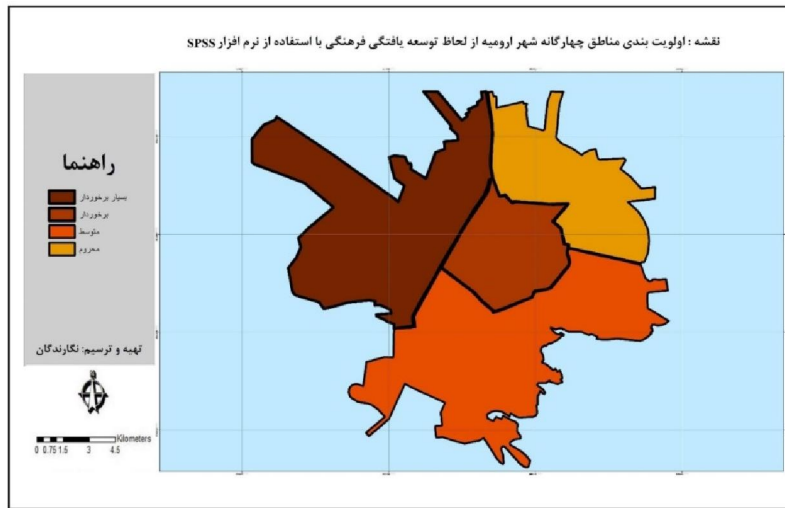 نقشه : اولویت بندی مناطق چهارگانه شهر ارومیه از لحاظ توسعه یافتگی فرهنگی با استفاده از نرم افزار SPSS
راهنما
بسیار برخوردار
برخوردار
متوسط
محروم
تهیه و ترسیم: نگارندگان
Kilometers
0 0.75 1.5 3 4.5